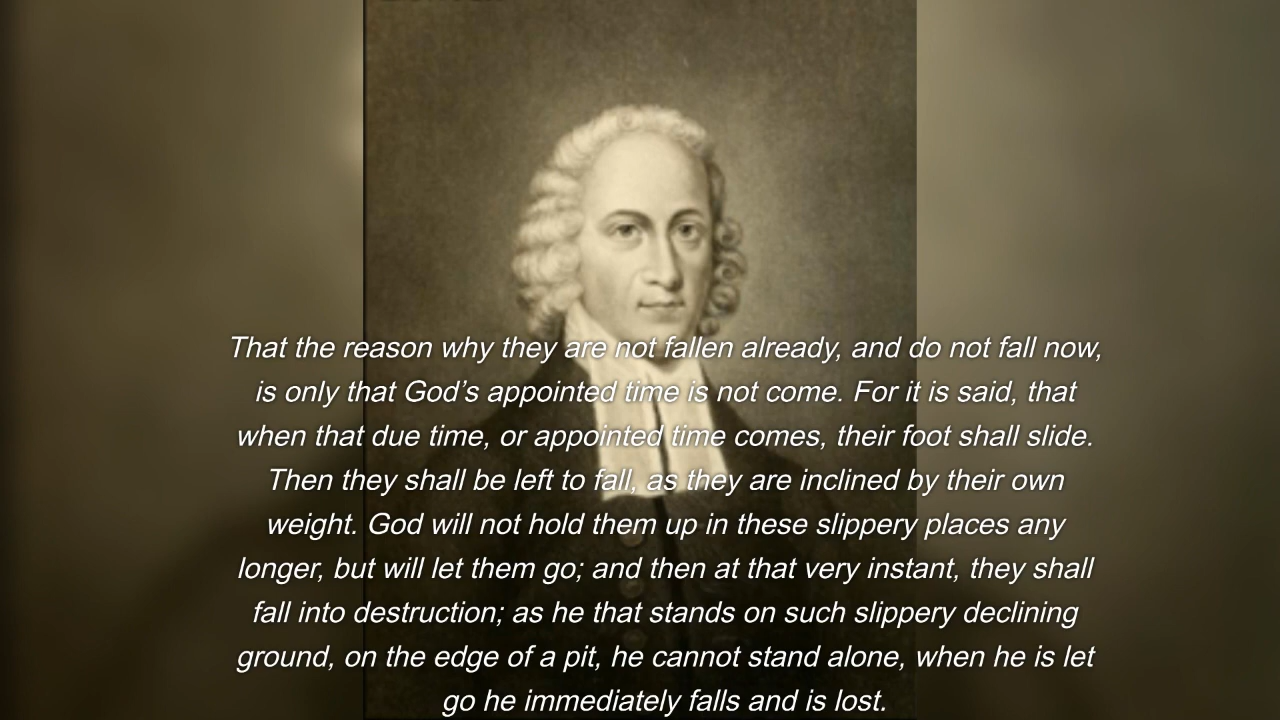 That the reason why they are not fallen already, and do not fall now,
is only that God’s appointed time is not come. For it is said, that
when that due time, or appointed time comes, their foot shall slide.
Then they shall be left to fall, as they are inclined by their own
weight. God will not hold them up in these slippery places any
longer, but will let them go; and then at that very instant, they shall
fall into destruction; as he that stands on such slippery declining
ground, on the edge of a pit, he cannot stand alone, when he is let
go he immediately falls and is lost.